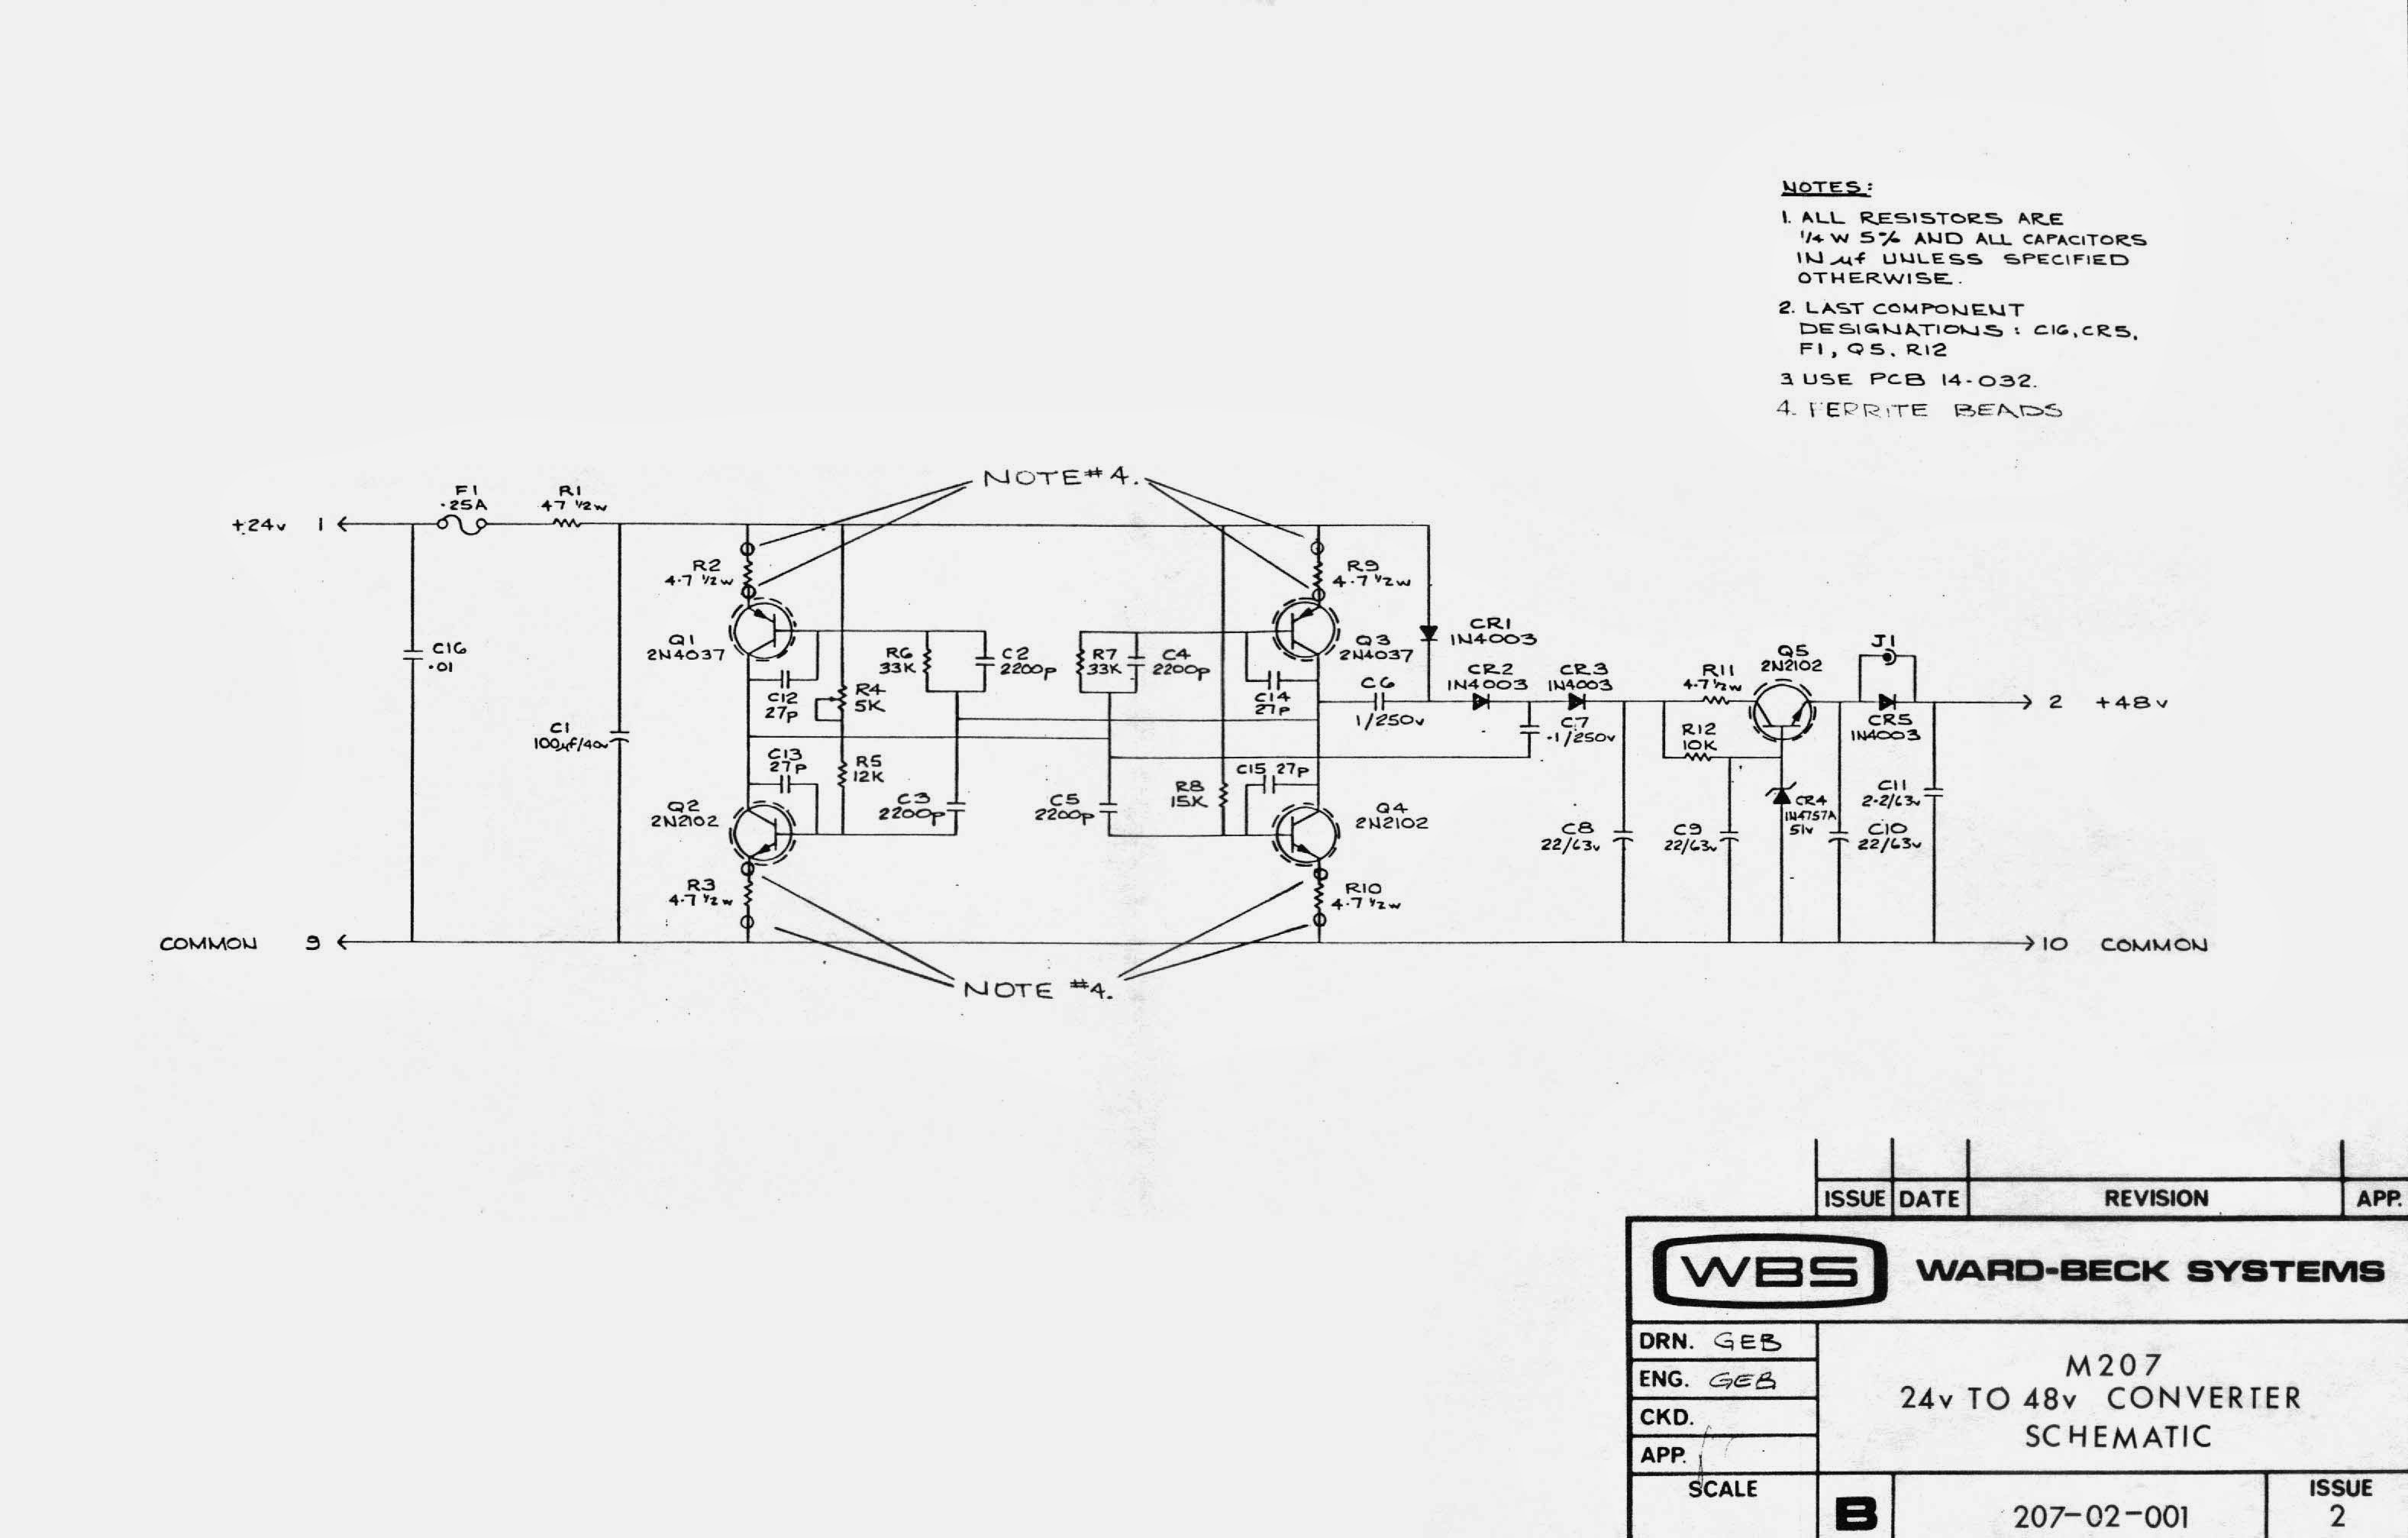 NOTES:
1. ALL RESISTORS ARE
1/4 W 5% AND ALL CAPACITORS
IN µf UNLESS SPECIFIED
OTHERWISE.
2. LAST COMPONENT
DESIGNATIONS : C16, CR5,
F1, Q5, R12
3 USE PCB 14-032.
4. FERRITE BEADS
NOTE #4.
F1
.25A
R1
47 1/2w
+24v 1
R2
4.7 1/2w
R9
4.7 1/2w
Q1
2N4037
C16
.01
R6
33K
C2
2200p
R7
33K
C4
2200p
Q3
2N4037
CR1
1N4003
C12
27p
R4
5K
C14
27p
C6
1/250v
CR2
1N4003
CR3
1N4003
R11
4.7 1/2w
Q5
2N2102
J1
2 +48v
C1
100µf/40v
C7
.1/250v
R12
10K
CR5
1N4003
C13
27p
R5
12K
C15 27p
R8
15K
C3
2200p
C5
2200p
Q2
2N2102
Q4
2N2102
C8
22/63v
C9
22/63v
CR4
1N4757A
51v
C10
22/63v
C11
2.2/63v
R3
4.7 1/2w
R10
4.7 1/2w
COMMON 9
10 COMMON
NOTE #4.
ISSUE DATE REVISION APP.
WBS WARD-BECK SYSTEMS
DRN. GEB
ENG. GEB
CKD.
APP.
M207
24v TO 48v CONVERTER
SCHEMATIC
SCALE
B
207-02-001
ISSUE
2